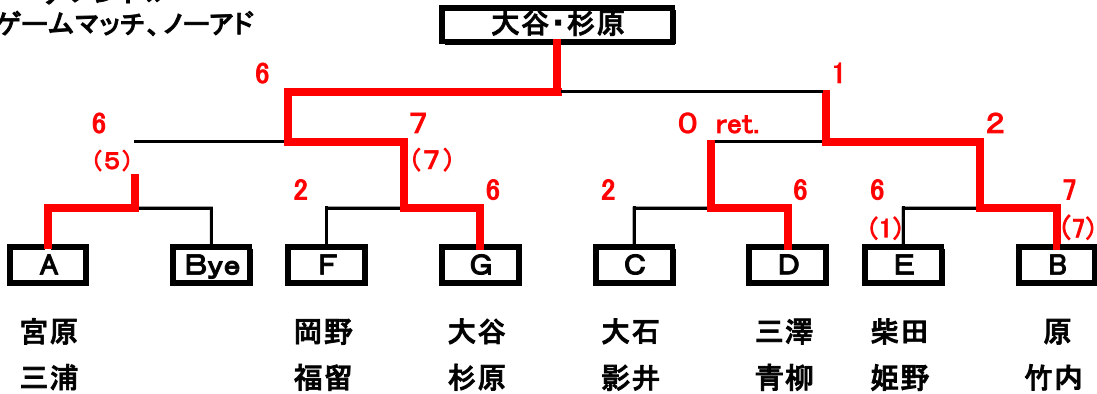 ゲームマッチ、ノーアド
大谷・杉原
6 1
6 7 0 ret. 2
(5) (7)
2 6 2 6 6 7
(1) (7)
A Bye F G C D E B
宮原 岡野 大谷 大石 三澤 柴田 原
三浦 福留 杉原 影井 青柳 姫野 竹内